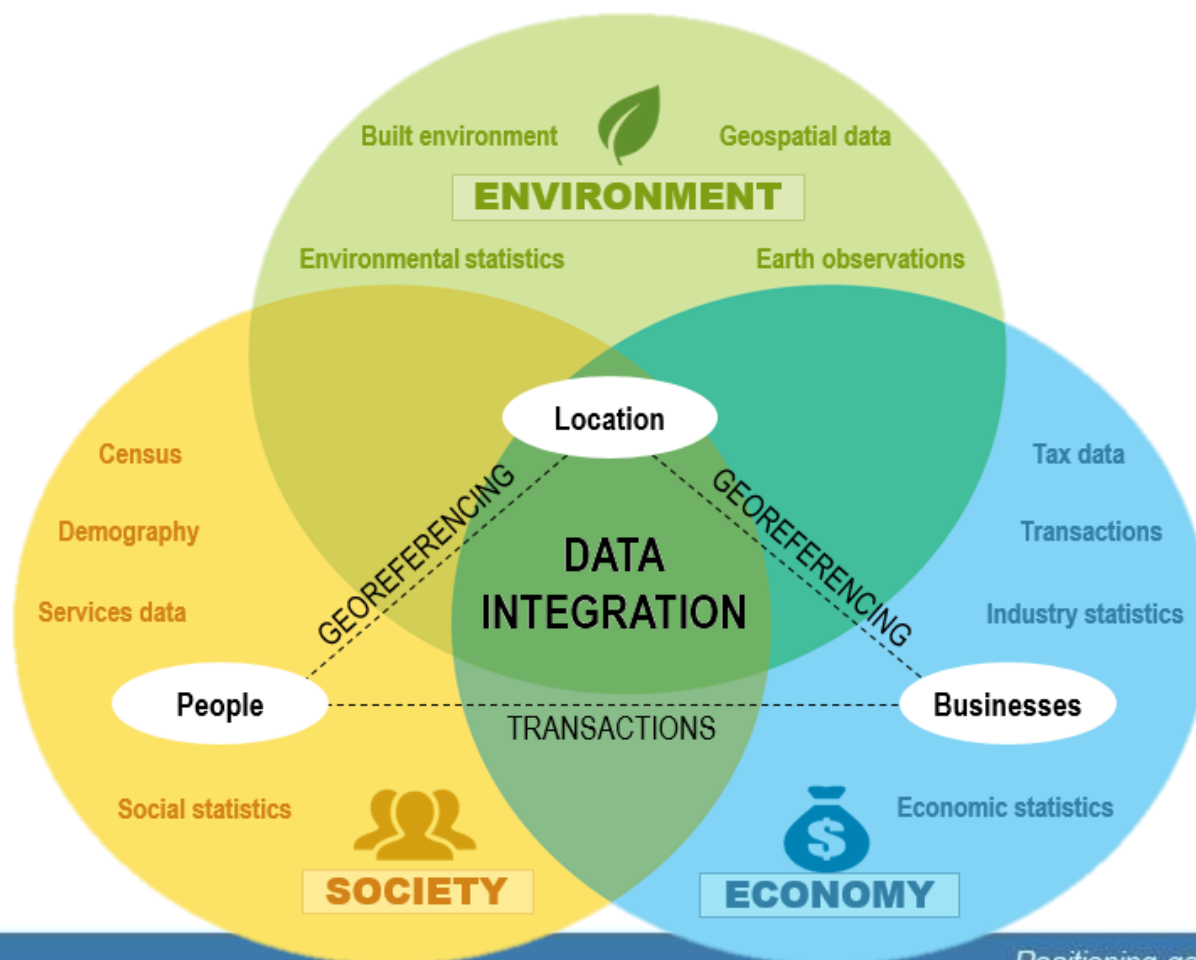 Built environment
Geospatial data
ENVIRONMENT
Environmental statistics
Earth observations
Location
Census
Tax data
GEOREFERENCING
GEOREFERENCING
Demography
Transactions
DATA
INTEGRATION
Services data
Industry statistics
People
Businesses
TRANSACTIONS
Social statistics
Economic statistics
$
SOCIETY
ECONOMY
Positioning